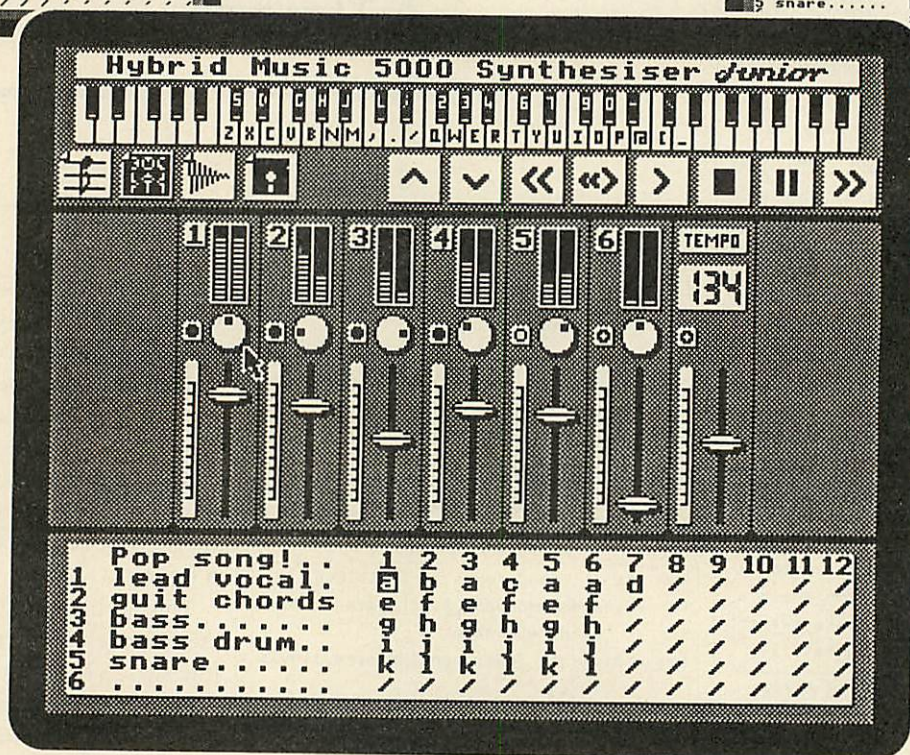 5 snare......
Hybrid Music 5000 Synthesiser Junior
S D G H J L ; 2 3 4 6 7 9 0 -
Z X C V B N M , . / Q W E R T Y U I O P @ [ _
1 2 3 4 5 6 TEMPO
134
Pop song!.. 1 2 3 4 5 6 7 8 9 10 11 12
1 lead vocal. a b a c a a d / / / / /
2 guit chords e f e f e f / / / / / /
3 bass....... g h g h g h / / / / / /
4 bass drum.. i j i j i j / / / / / /
5 snare...... k l k l k l / / / / / /
6 ........... / / / / / / / / / / / /